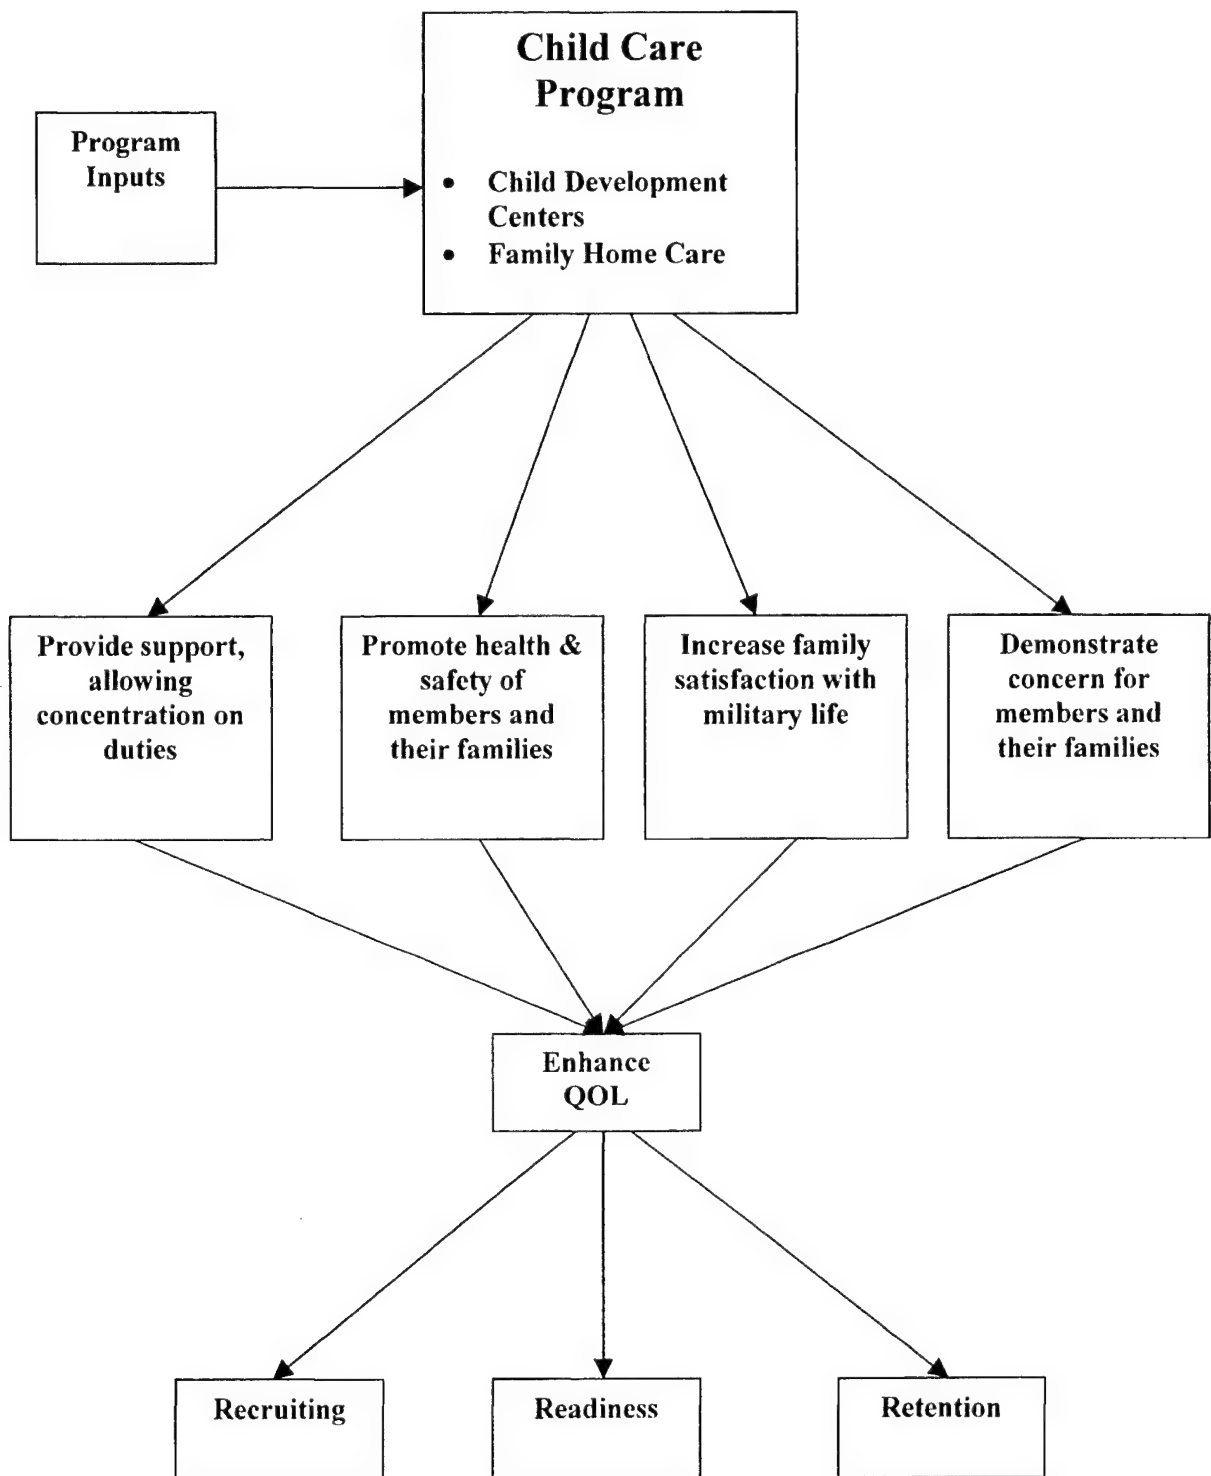 Child Care
Program
Program
Inputs
• Child Development
Centers
• Family Home Care
Provide support,
allowing
concentration on
duties
Promote health &
safety of
members and
their families
Increase family
satisfaction with
military life
Demonstrate
concern for
members and
their families
Enhance
QOL
Recruiting
Readiness
Retention